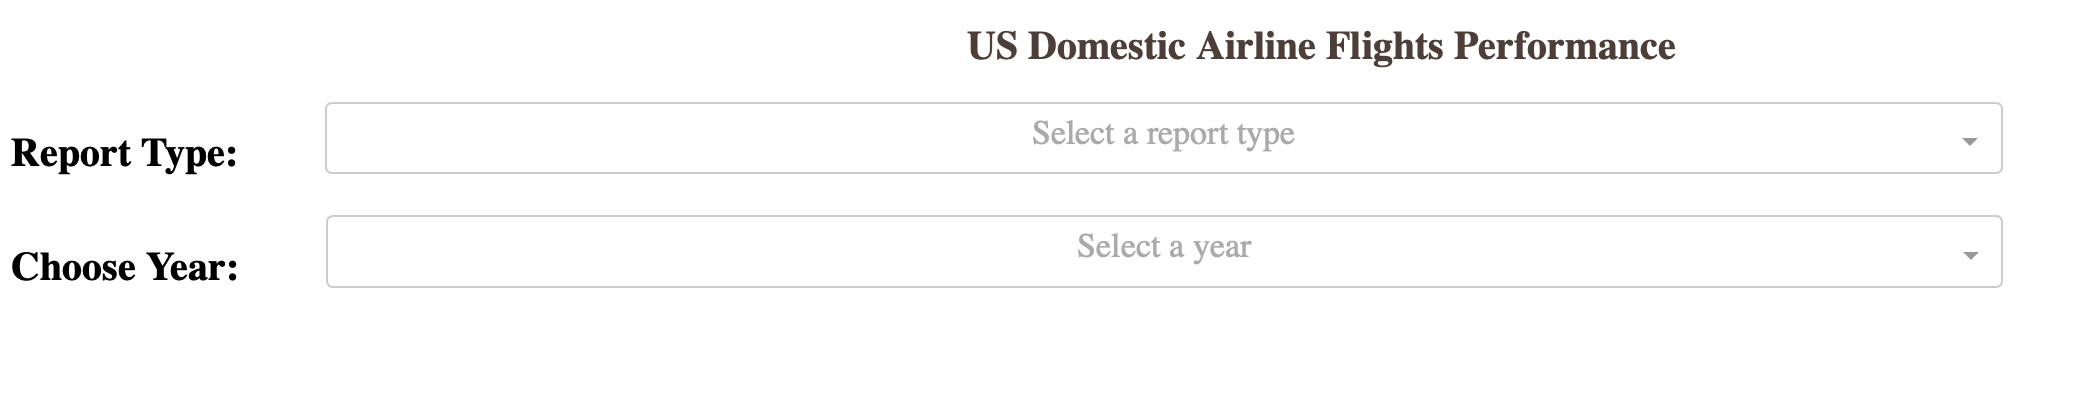 US Domestic Airline Flights Performance
Report Type:
Select a report type
Choose Year:
Select a year